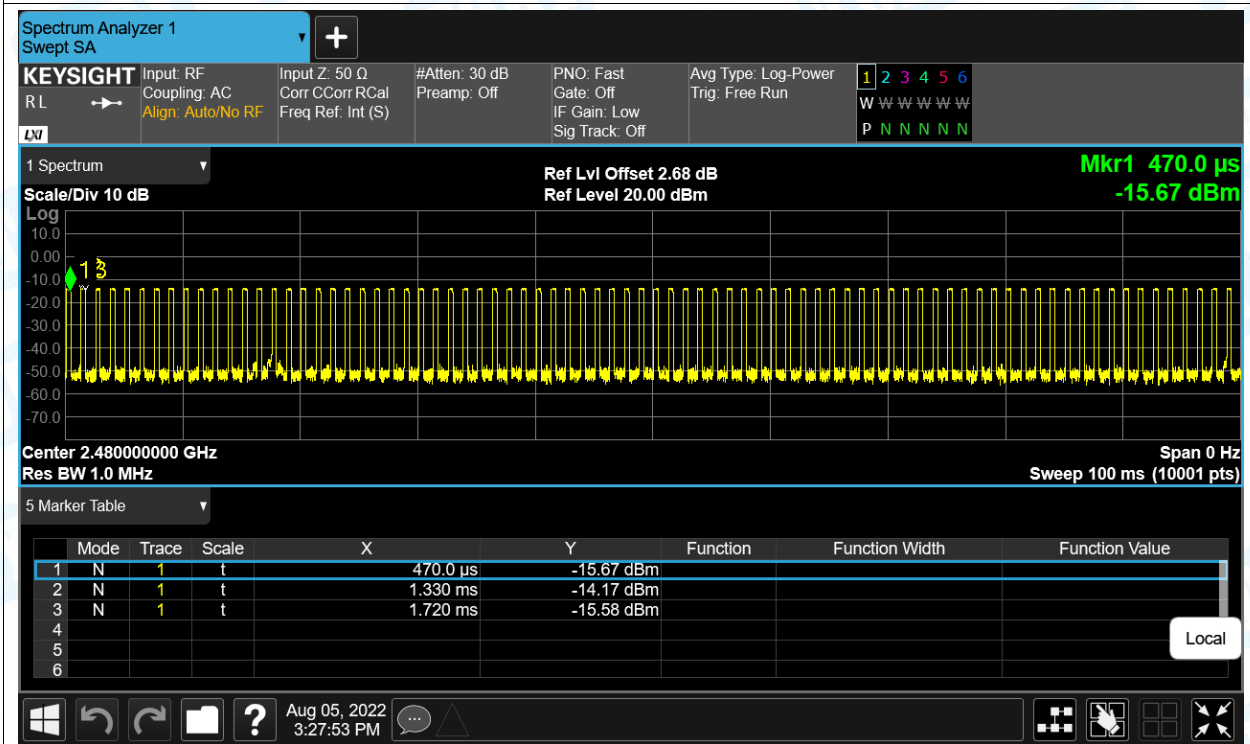 Spectrum Analyzer 1
Swept SA
KEYSIGHT
R L
LXI
Input: RF
Coupling: AC
Align: Auto/No RF
Input Z: 50 Ω
Corr CCorr RCal
Freq Ref: Int (S)
#Atten: 30 dB
Preamp: Off
PNO: Fast
Gate: Off
IF Gain: Low
Sig Track: Off
Avg Type: Log-Power
Trig: Free Run
1 2 3 4 5 6
W W W W W W
P N N N N N
1 Spectrum
Scale/Div 10 dB
Ref Lvl Offset 2.68 dB
Ref Level 20.00 dBm
Mkr1 470.0 µs
-15.67 dBm
Log
10.0
0.00
-10.0
-20.0
-30.0
-40.0
-50.0
-60.0
-70.0
1 3
Center 2.480000000 GHz
Res BW 1.0 MHz
Span 0 Hz
Sweep 100 ms (10001 pts)
5 Marker Table
Mode Trace Scale X Y Function Function Width Function Value
1 N 1 t 470.0 µs -15.67 dBm
2 N 1 t 1.330 ms -14.17 dBm
3 N 1 t 1.720 ms -15.58 dBm
4
5
6
Local
?
Aug 05, 2022
3:27:53 PM